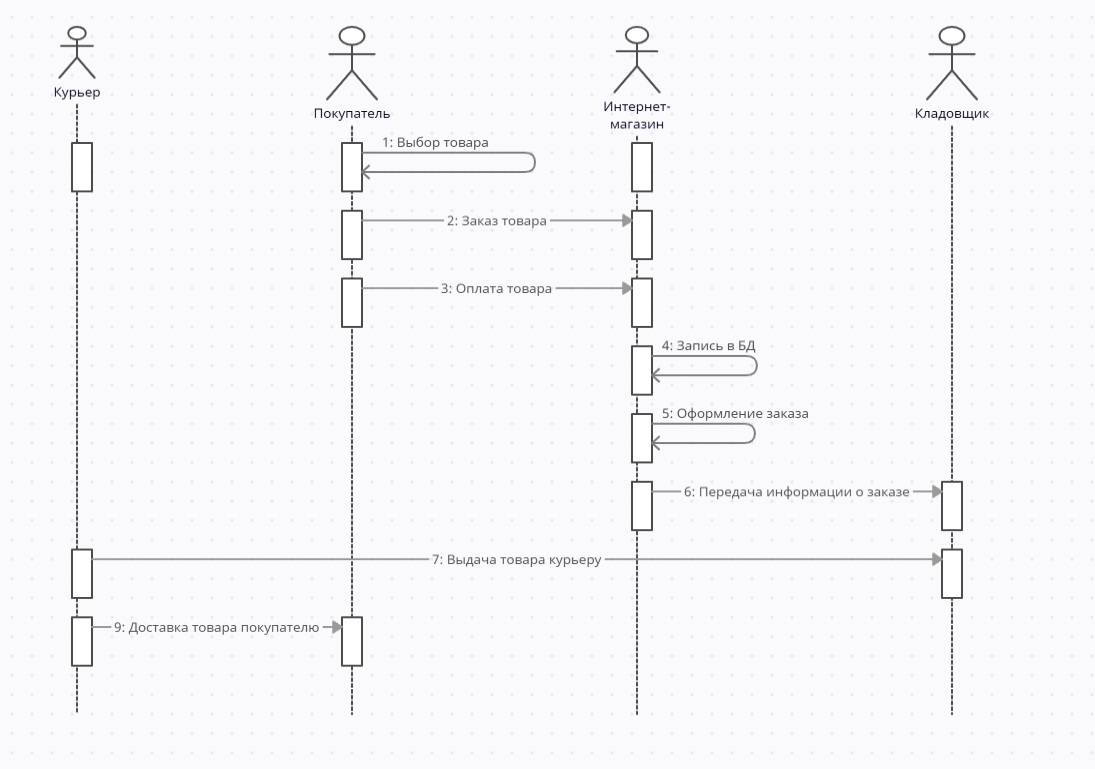 Курьер
Покупатель
Интернет-
магазин
Кладовщик
1: Выбор товара
2: Заказ товара
3: Оплата товара
4: Запись в БД
5: Оформление заказа
6: Передача информации о заказе
7: Выдача товара курьеру
9: Доставка товара покупателю